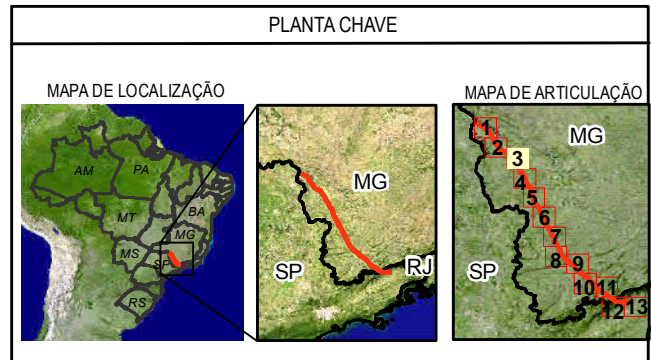 PLANTA CHAVE
MAPA DE LOCALIZAÇÃO
AM
PA
MT
BA
MG
MS
SP
RS
MG
SP
RJ
MAPA DE ARTICULAÇÃO
MG
SP
1
2
3
4
5
6
7
8
9
10
11
12
13